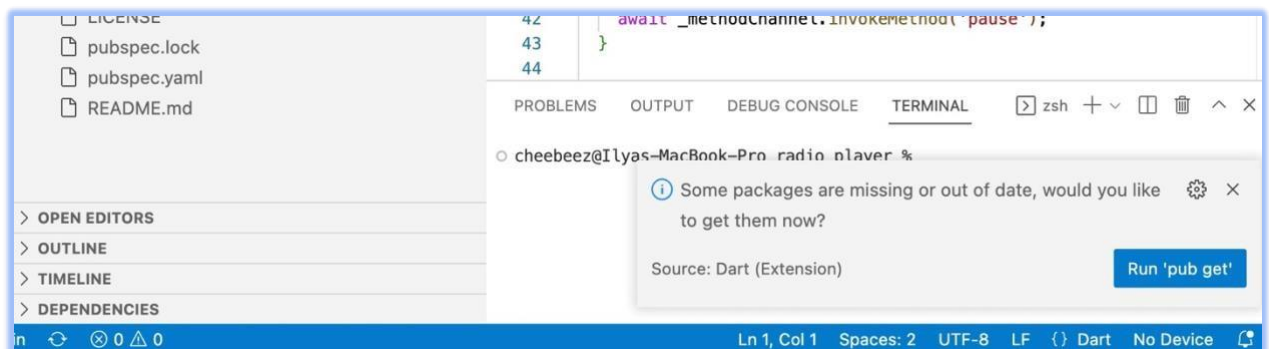 LICENSE
pubspec.lock
pubspec.yaml
README.md
> OPEN EDITORS
> OUTLINE
> TIMELINE
> DEPENDENCIES
42 await _methodChannel.invokeMethod('pause');
43 }
44
PROBLEMS OUTPUT DEBUG CONSOLE TERMINAL zsh
cheebeez@Ilyas-MacBook-Pro radio_player %
Some packages are missing or out of date, would you like
to get them now?
Source: Dart (Extension)
Run 'pub get'
in 0 0 Ln 1, Col 1 Spaces: 2 UTF-8 LF {} Dart No Device